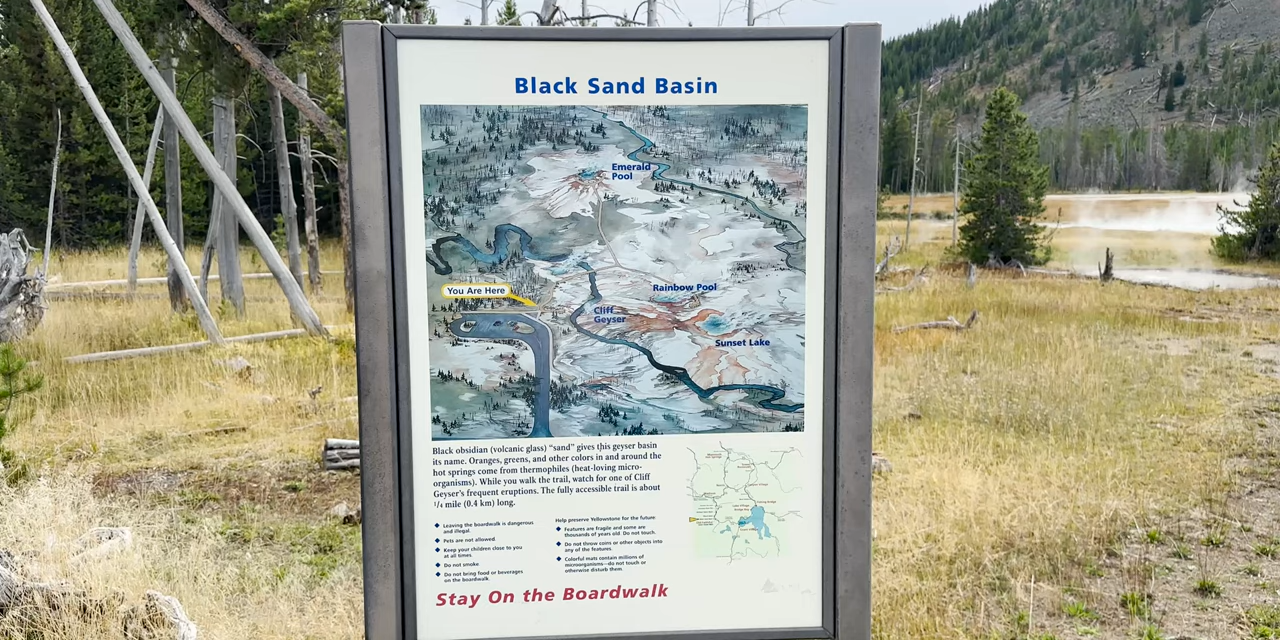 Black Sand Basin
Emerald
Pool
You Are Here
Rainbow Pool
Cliff
Geyser
Sunset Lake
Black obsidian (volcanic glass) “sand” gives this geyser basin
its name. Oranges, greens, and other colors in and around the
hot springs come from thermophiles (heat-loving micro-
organisms). While you walk the trail, watch for one of Cliff
Geyser's frequent eruptions. The fully accessible trail is about
1/4 mile (0.4 km) long.
Leaving the boardwalk is dangerous
and illegal.
Pets are not allowed.
Keep your children close to you
at all times
Do not smoke
Do not bring food or beverages
on the boardwalk
Help preserve Yellowstone for the future:
Features are fragile and some are
thousands of years old. Do not touch.
Do not throw coins or other objects into
any of the features.
Colorful mats contain millions of
microorganisms—do not touch or
otherwise disturb them.
Stay On the Boardwalk